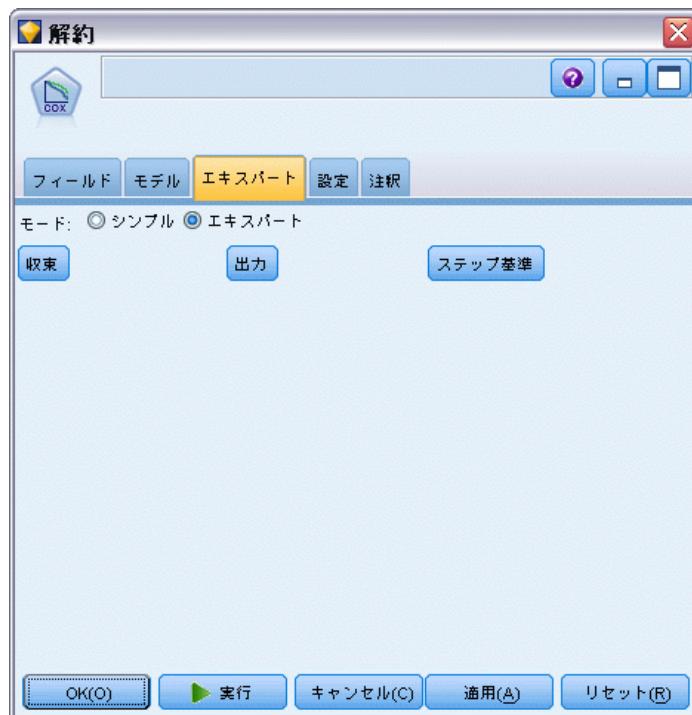 解約
COX
フィールド モデル エキスパート 設定 注釈
モード: シンプル エキスパート
収束 出力 ステップ基準
OK(O) 実行 キャンセル(C) 適用(A) リセット(R)